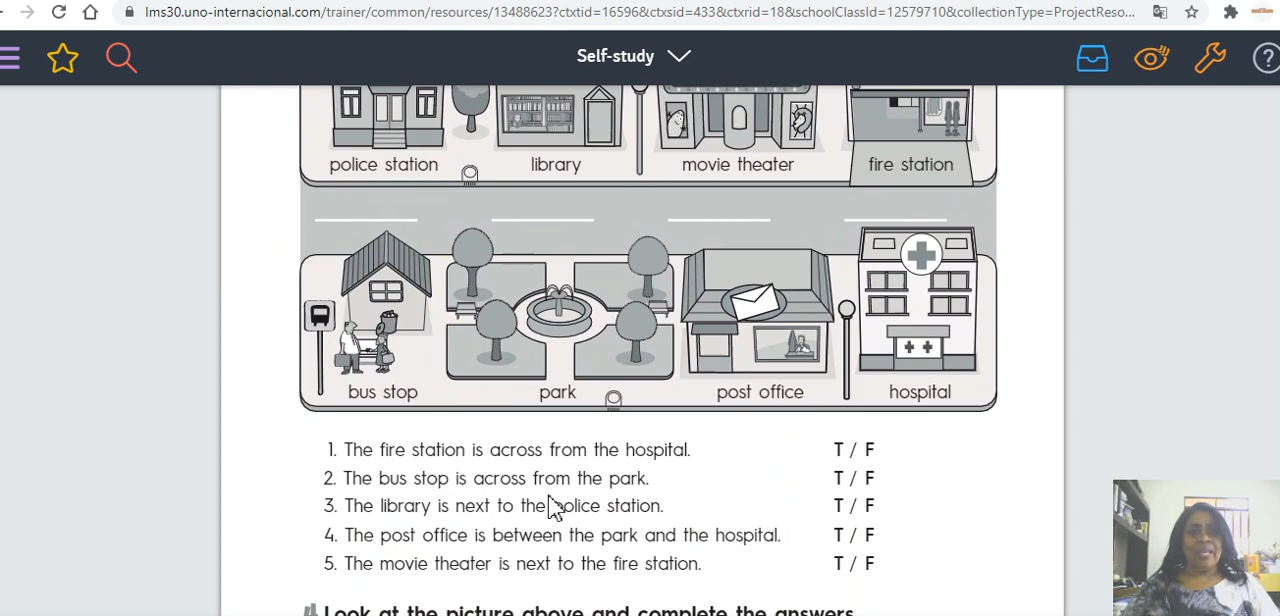 lms30.uno-internacional.com/trainer/common/resources/13488623?ctxtid=16596&ctxsid=433&ctxrid=18&schoolClassId=12579710&collectionType=ProjectReso...
Self-study
police station library movie theater fire station
bus stop park post office hospital
1. The fire station is across from the hospital. T / F
2. The bus stop is across from the park. T / F
3. The library is next to the police station. T / F
4. The post office is between the park and the hospital. T / F
5. The movie theater is next to the fire station. T / F
Look at the picture above and complete the answers